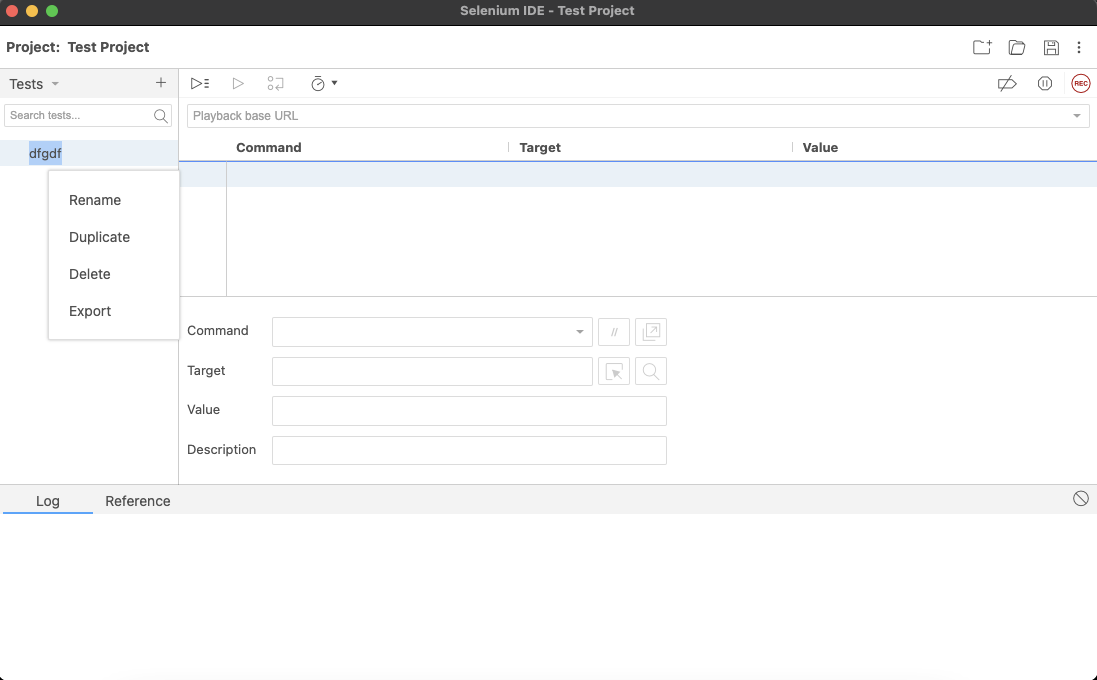 Selenium IDE - Test Project
Project: Test Project
Tests
Search tests...
dfgdf
Rename
Duplicate
Delete
Export
REC
Playback base URL
Command Target Value
Command
//
Target
Value
Description
Log Reference